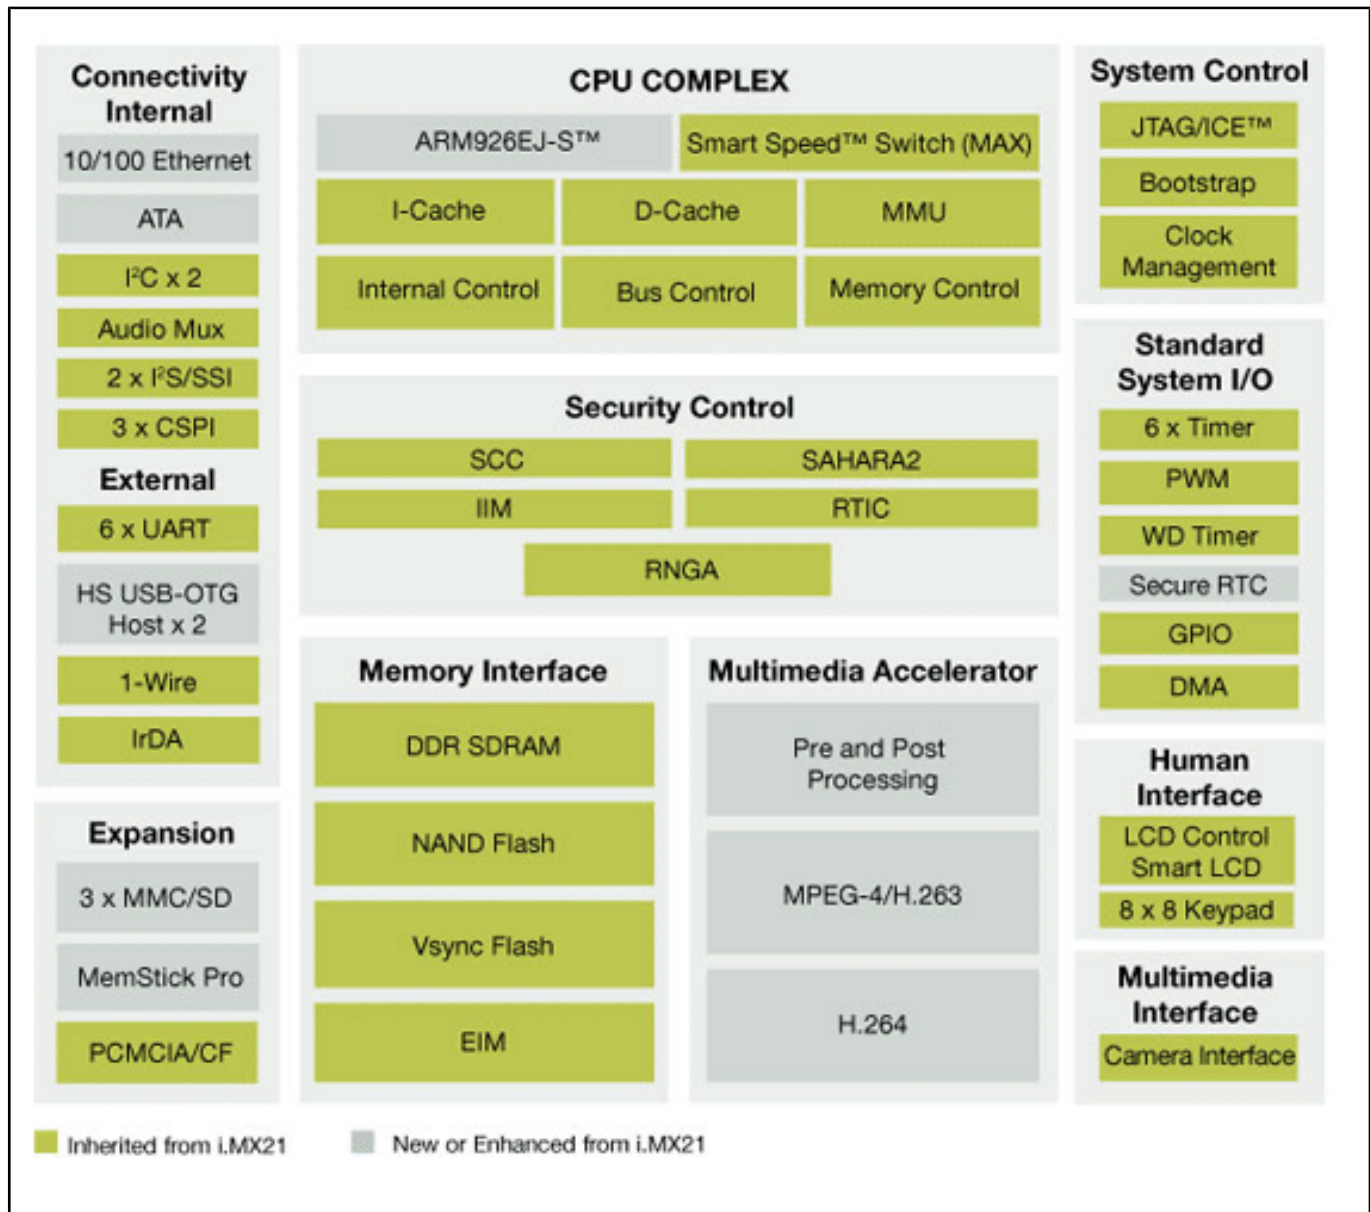 Connectivity
Internal
10/100 Ethernet
ATA
I²C x 2
Audio Mux
2 x I²S/SSI
3 x CSPI
External
6 x UART
HS USB-OTG
Host x 2
1-Wire
IrDA
Expansion
3 x MMC/SD
MemStick Pro
PCMCIA/CF
CPU COMPLEX
ARM926EJ-S™
Smart Speed™ Switch (MAX)
I-Cache
D-Cache
MMU
Internal Control
Bus Control
Memory Control
Security Control
SCC
SAHARA2
IIM
RTIC
RNGA
Memory Interface
DDR SDRAM
NAND Flash
Vsync Flash
EIM
Multimedia Accelerator
Pre and Post
Processing
MPEG-4/H.263
H.264
System Control
JTAG/ICE™
Bootstrap
Clock
Management
Standard
System I/O
6 x Timer
PWM
WD Timer
Secure RTC
GPIO
DMA
Human
Interface
LCD Control
Smart LCD
8 x 8 Keypad
Multimedia
Interface
Camera Interface
Inherited from i.MX21
New or Enhanced from i.MX21